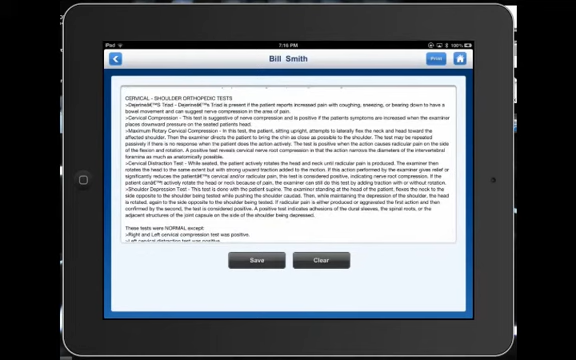 iPad
7:16 PM
100%
Bill Smith
Print
CERVICAL - SHOULDER ORTHOPEDIC TESTS
>Dejerineâ€™S Triad - Dejerineâ€™s Triad is present if the patient reports increased pain with coughing, sneezing, or bearing down to have a
bowel movement and can suggest nerve compression in the area of pain.
>Cervical Compression - This test is suggestive of nerve compression and is positive if the patients symptoms are increased when the examiner
places downward pressure on the seated patients head.
>Maximum Rotary Cervical Compression - In this test, the patient, sitting upright, attempts to laterally flex the neck and head toward the
affected shoulder. Then the examiner directs the patient to bring the chin as close as possible to the shoulder. The test may be repeated
passively if there is no response when the patient does the action actively. The test is positive when the action causes radicular pain on the side
of the flexion and rotation. A positive test reveals cervical nerve root compression in that the action narrows the diameters of the intervertebral
foramina as much as anatomically possible.
>Cervical Distraction Test - While seated, the patient actively rotates the head and neck until radicular pain is produced. The examiner then
rotates the head to the same extent but with strong upward traction added to the motion. If this action performed by the examiner gives relief or
significantly reduces the patientâ€™s cervical and/or radicular pain, this test is considered positive, indicating nerve root compression. If the
patient canâ€™t actively rotate the head or neck because of pain, the examiner can still do the test by adding traction with or without rotation.
>Shoulder Depression Test - This test is done with the patient supine. The examiner standing at the head of the patient, flexes the neck to the
side opposite to the shoulder being tested while pushing the shoulder caudad. Then, while maintaining the depression of the shoulder, the head
is rotated, again to the side opposite to the shoulder being tested. If radicular pain is either produced or aggravated the first action and then
confirmed by the second, the test is considered positive. A positive test indicates adhesions of the dural sleeves, the spinal roots, or the
adjacent structures of the joint capsule on the side of the shoulder being depressed.
These tests were NORMAL except
>Right and Left cervical compression test was positive.
>Left cervical distraction test was positive
Save
Clear